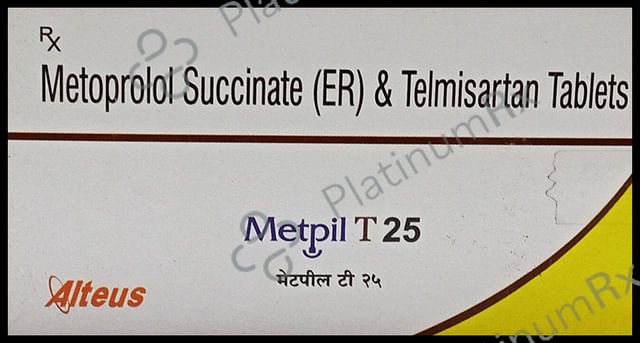 Rx
Metoprolol Succinate (ER) & Telmisartan Tablets
Metpil T 25
मेटपील टी २५
Alteus
PlatinumRx